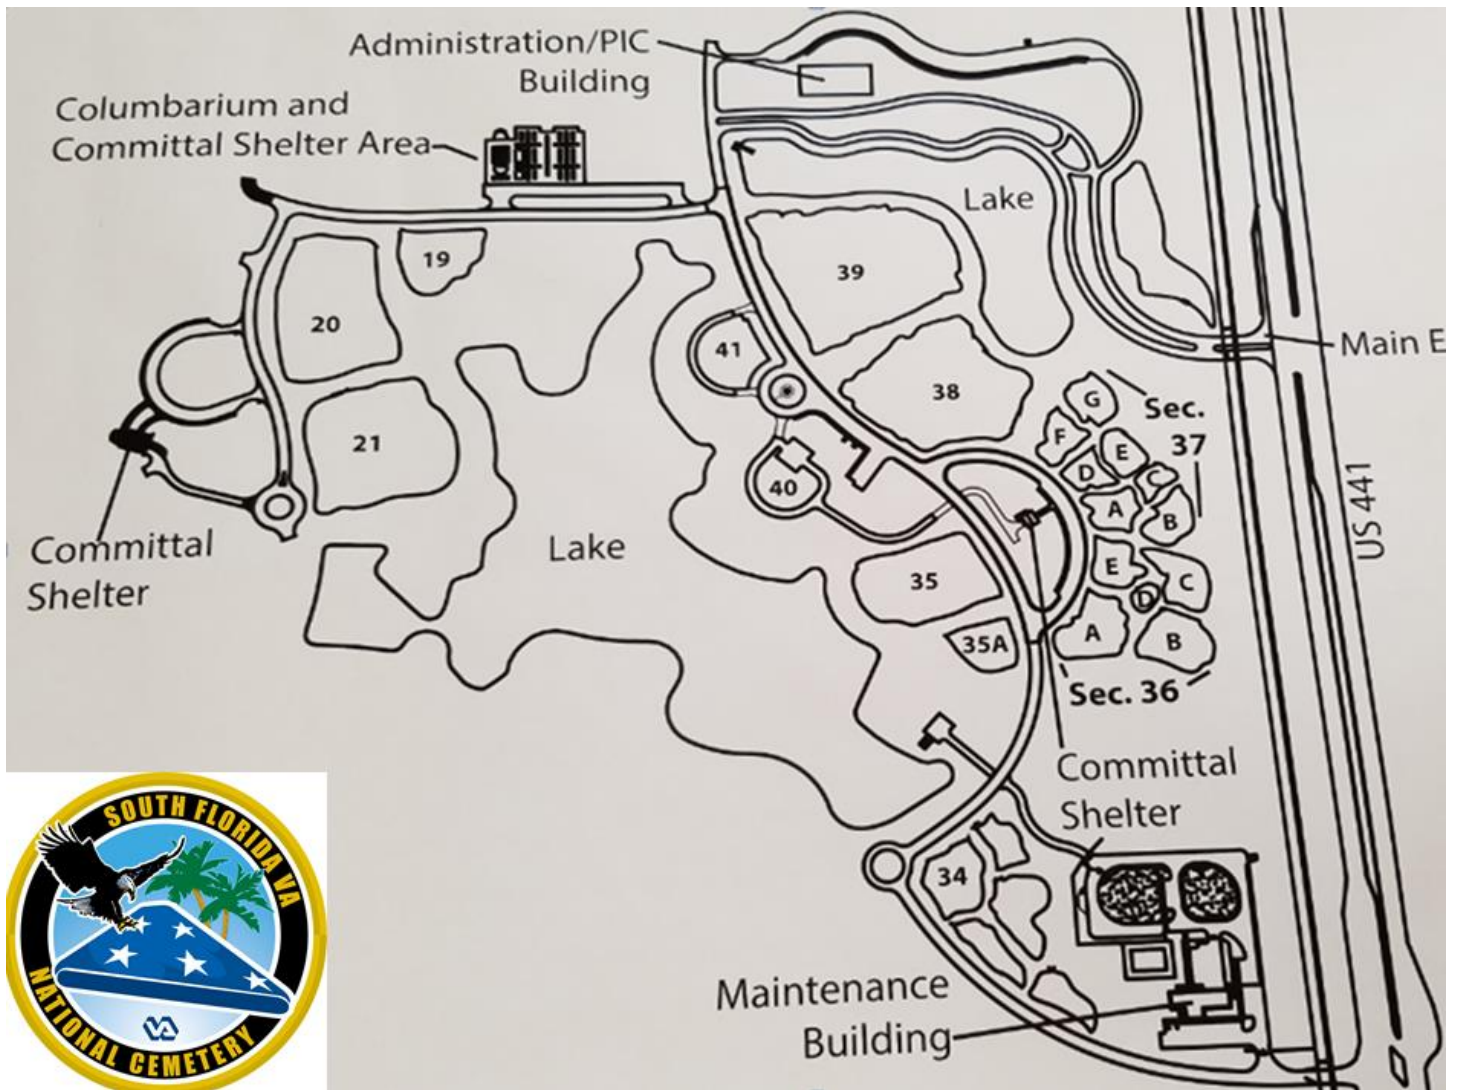 Administration/PIC
Building
Columbarium and
Committal Shelter Area
Lake
39
19
20
41
Main E
38
G
Sec.
37
F
E
D
C
21
A
B
40
US 441
Committal
Shelter
Lake
35
E
C
D
A
B
35A
Sec. 36
Committal
Shelter
34
Maintenance
Building
SOUTH FLORIDA VA
NATIONAL CEMETERY
VA